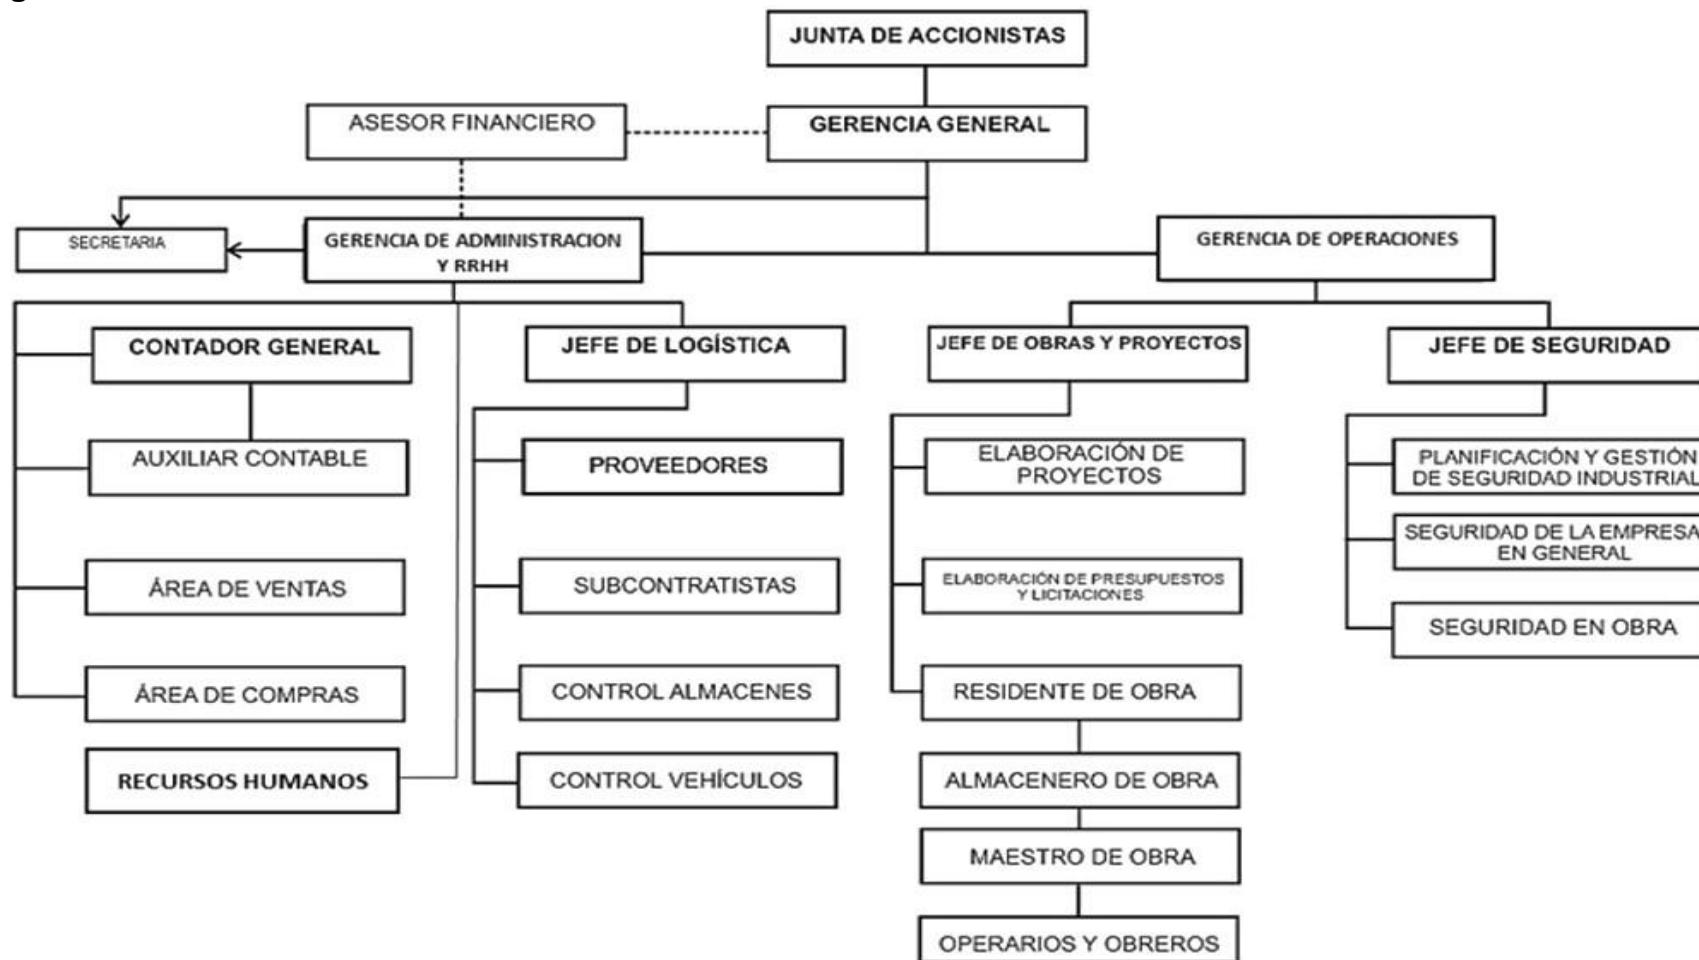 JUNTA DE ACCIONISTAS
ASESOR FINANCIERO
GERENCIA GENERAL
SECRETARIA
GERENCIA DE ADMINISTRACION
Y RRHH
GERENCIA DE OPERACIONES
CONTADOR GENERAL
JEFE DE LOGÍSTICA
JEFE DE OBRAS Y PROYECTOS
JEFE DE SEGURIDAD
AUXILIAR CONTABLE
PROVEEDORES
ELABORACIÓN DE
PROYECTOS
PLANIFICACIÓN Y GESTIÓN
DE SEGURIDAD INDUSTRIAL
SEGURIDAD DE LA EMPRESA
EN GENERAL
ÁREA DE VENTAS
SUBCONTRATISTAS
ELABORACIÓN DE PRESUPUESTOS
Y LICITACIONES
SEGURIDAD EN OBRA
ÁREA DE COMPRAS
CONTROL ALMACENES
RESIDENTE DE OBRA
RECURSOS HUMANOS
CONTROL VEHÍCULOS
ALMACENERO DE OBRA
MAESTRO DE OBRA
OPERARIOS Y OBREROS